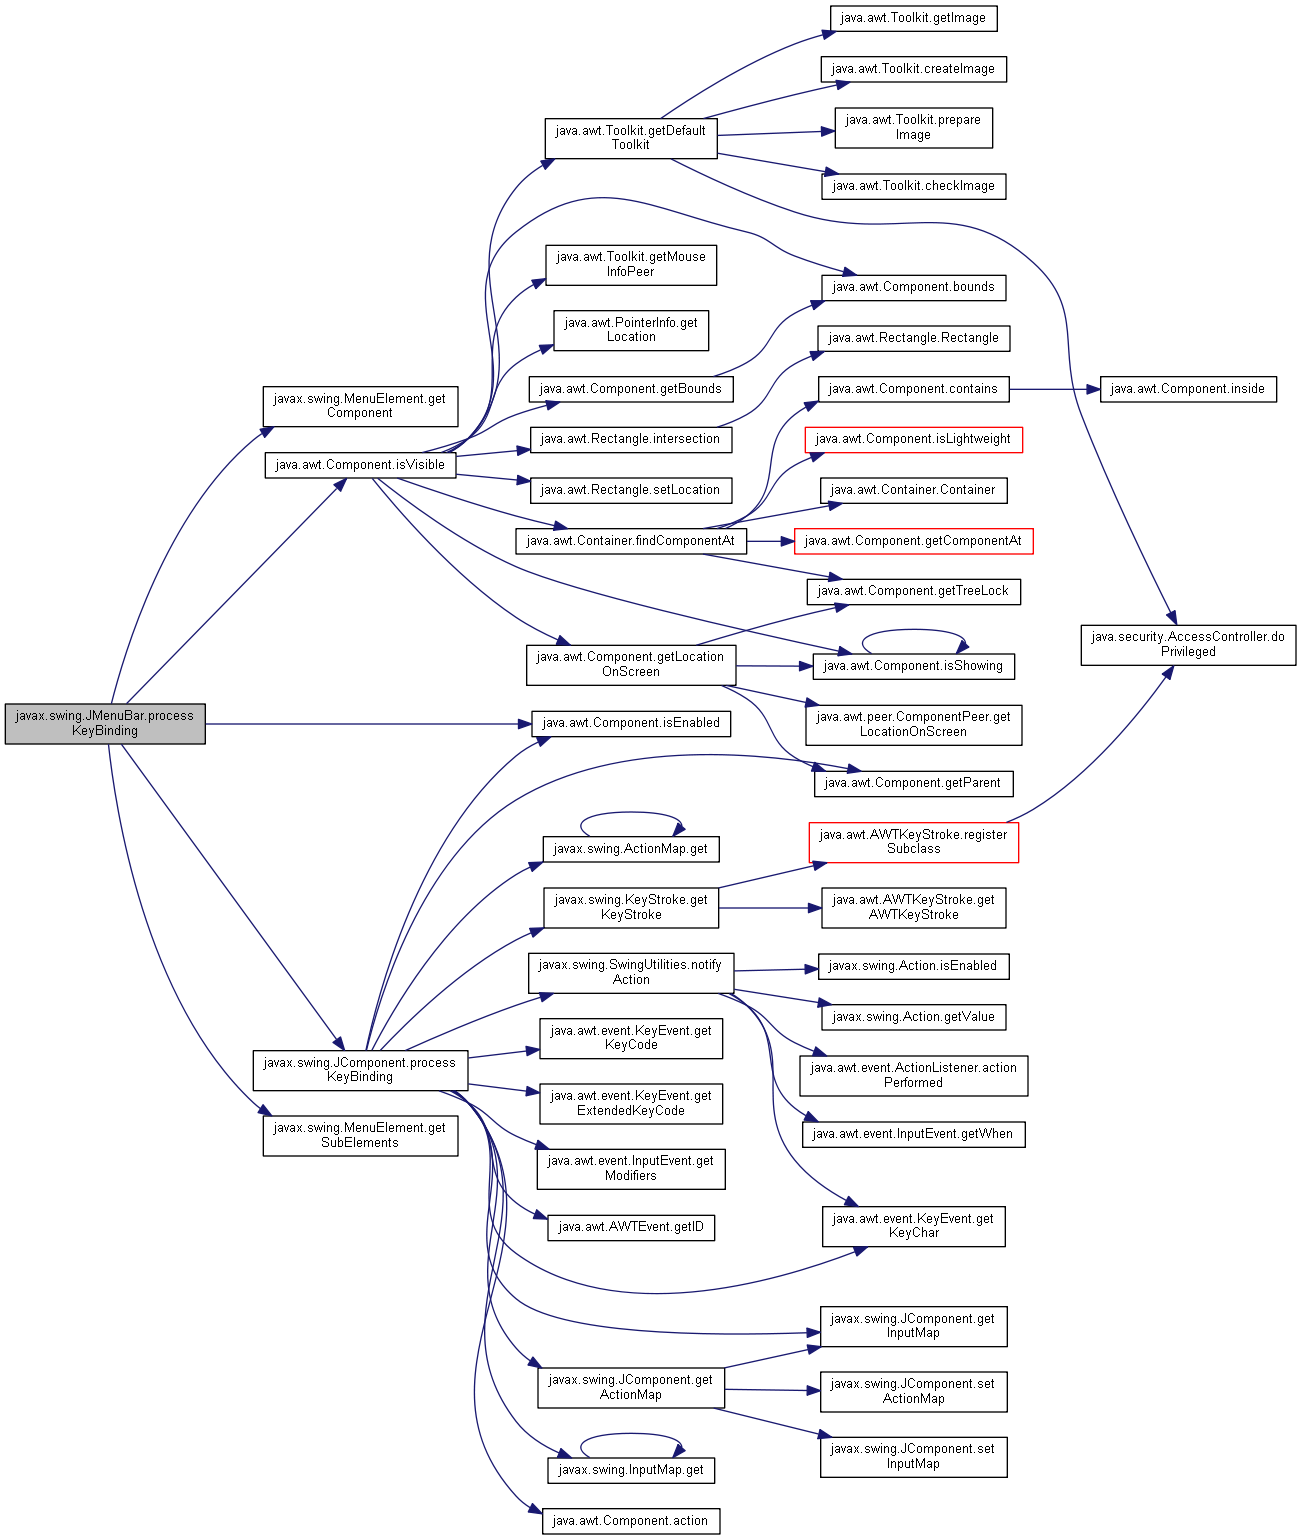 java.awt.Toolkit.getImage
java.awt.Toolkit.createImage
java.awt.Toolkit.prepare
Image
java.awt.Toolkit.getDefault
Toolkit
java.awt.Toolkit.checkImage
java.awt.Toolkit.getMouse
InfoPeer
java.awt.Component.bounds
java.awt.PointerInfo.get
Location
java.awt.Rectangle.Rectangle
java.awt.Component.getBounds
java.awt.Component.contains
java.awt.Component.inside
javax.swing.MenuElement.get
Component
java.awt.Rectangle.intersection
java.awt.Component.isLightweight
java.awt.Component.isVisible
java.awt.Rectangle.setLocation
java.awt.Container.Container
java.awt.Container.findComponentAt
java.awt.Component.getComponentAt
java.awt.Component.getTreeLock
java.security.AccessController.do
Privileged
java.awt.Component.getLocation
OnScreen
java.awt.Component.isShowing
javax.swing.JMenuBar.process
KeyBinding
java.awt.Component.isEnabled
java.awt.peer.ComponentPeer.get
LocationOnScreen
java.awt.Component.getParent
javax.swing.ActionMap.get
java.awt.AWTKeyStroke.register
Subclass
javax.swing.KeyStroke.get
KeyStroke
java.awt.AWTKeyStroke.get
AWTKeyStroke
javax.swing.SwingUtilities.notify
Action
javax.swing.Action.isEnabled
javax.swing.Action.getValue
java.awt.event.KeyEvent.get
KeyCode
javax.swing.JComponent.process
KeyBinding
java.awt.event.ActionListener.action
Performed
java.awt.event.KeyEvent.get
ExtendedKeyCode
javax.swing.MenuElement.get
SubElements
java.awt.event.InputEvent.getWhen
java.awt.event.InputEvent.get
Modifiers
java.awt.AWTEvent.getID
java.awt.event.KeyEvent.get
KeyChar
javax.swing.JComponent.get
InputMap
javax.swing.JComponent.get
ActionMap
javax.swing.JComponent.set
ActionMap
javax.swing.JComponent.set
InputMap
javax.swing.InputMap.get
java.awt.Component.action